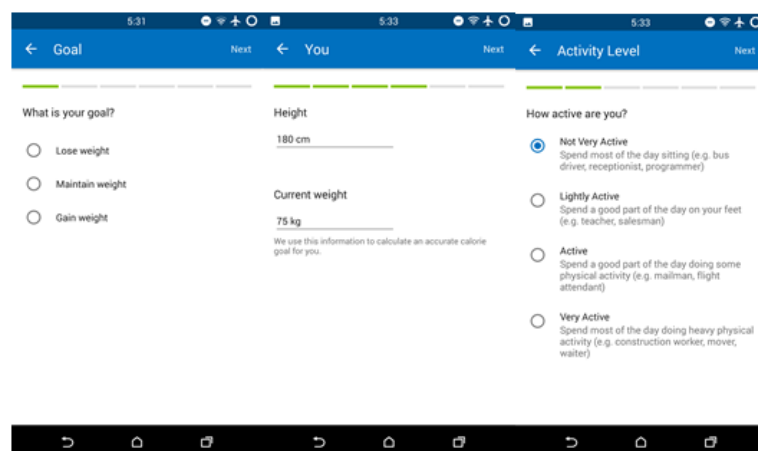 5:31
Goal
Next
What is your goal?
Lose weight
Maintain weight
Gain weight
5:33
You
Next
Height
180 cm
Current weight
75 kg
We use this information to calculate an accurate calorie
goal for you.
5:33
Activity Level
Next
How active are you?
Not Very Active
Spend most of the day sitting (e.g. bus
driver, receptionist, programmer)
Lightly Active
Spend a good part of the day on your feet
(e.g. teacher, salesman)
Active
Spend a good part of the day doing some
physical activity (e.g. mailman, flight
attendant)
Very Active
Spend most of the day doing heavy physical
activity (e.g. construction worker, mover,
waiter)